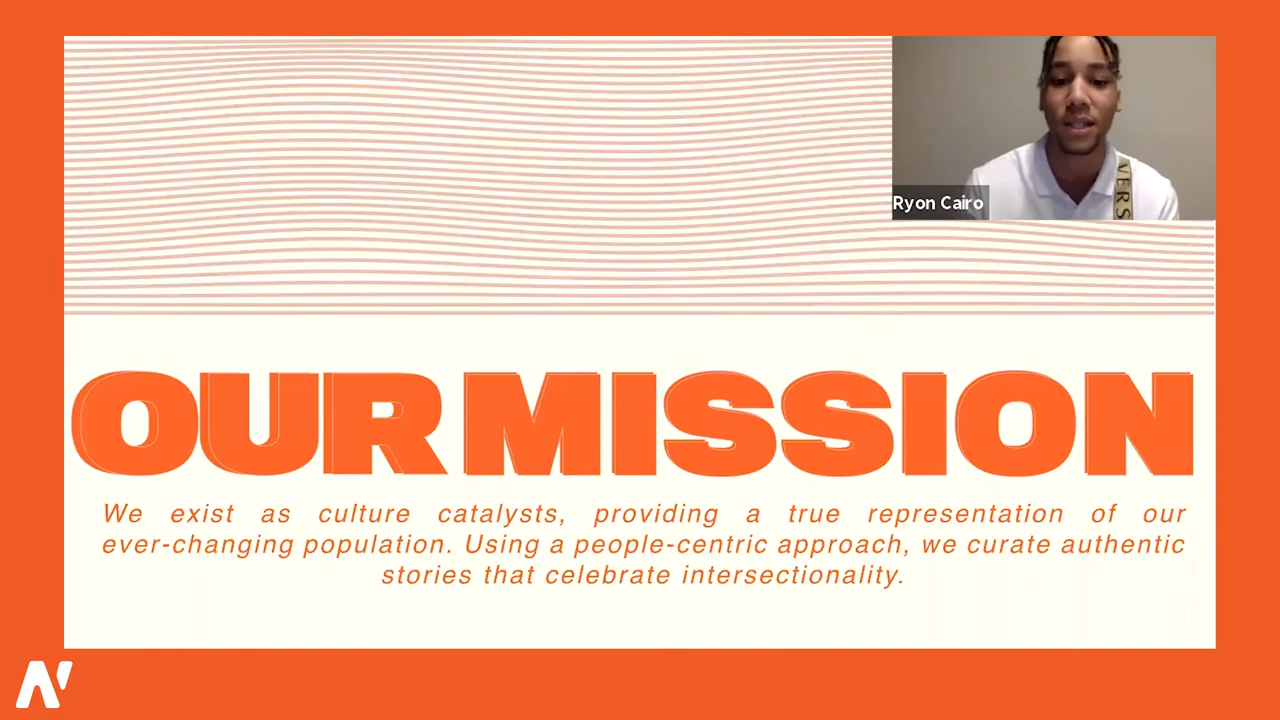 VERS
Ryon Cairo
OUR MISSION
We exist as culture catalysts, providing a true representation of our
ever-changing population. Using a people-centric approach, we curate authentic
stories that celebrate intersectionality.